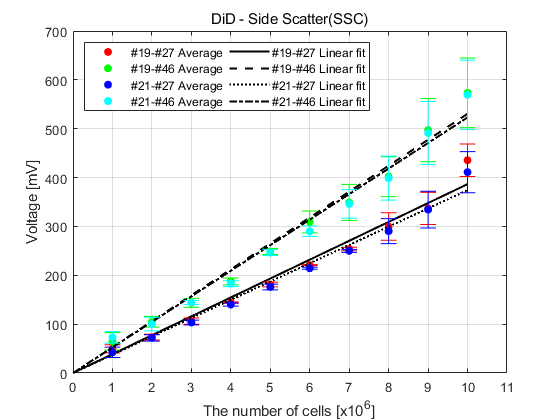 DiD - Side Scatter(SSC)
700
600
500
400
300
200
100
0
Voltage [mV]
#19-#27 Average #19-#27 Linear fit
#19-#46 Average #19-#46 Linear fit
#21-#27 Average #21-#27 Linear fit
#21-#46 Average #21-#46 Linear fit
0 1 2 3 4 5 6 7 8 9 10 11
The number of cells [x10^6]